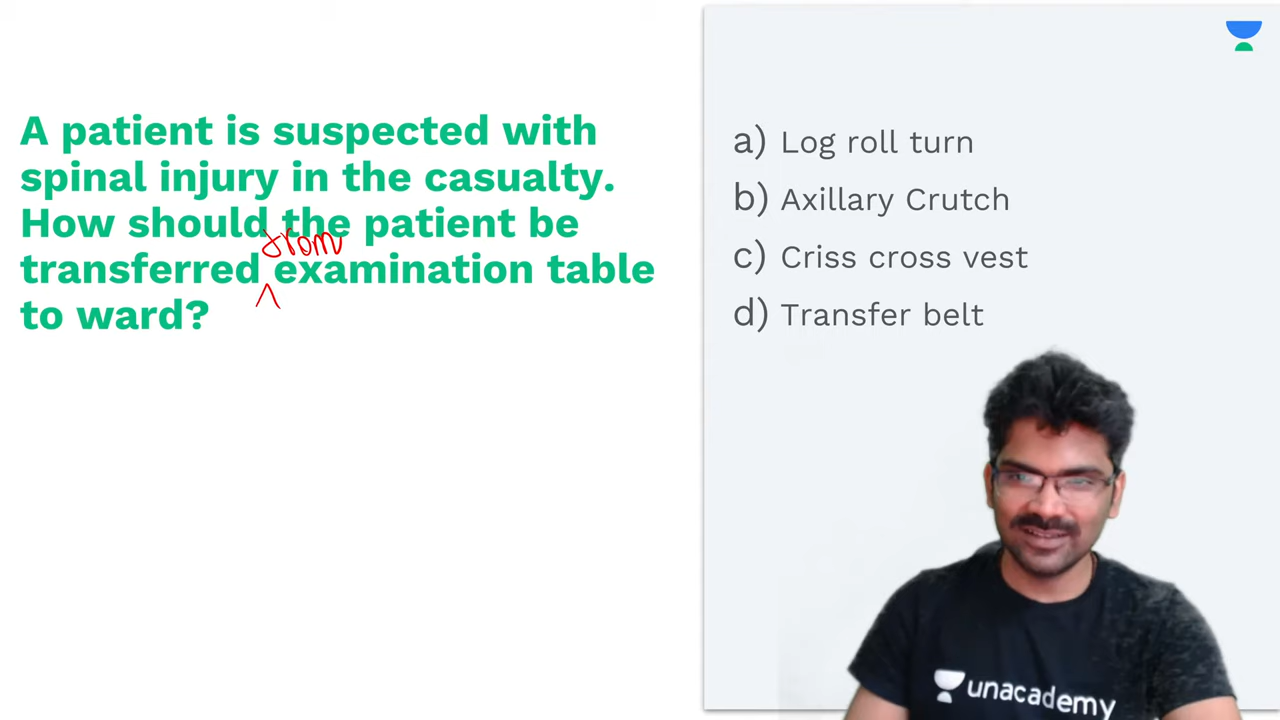 A patient is suspected with
spinal injury in the casualty.
How should the patient be
from
transferred examination table
to ward?
a) Log roll turn
b) Axillary Crutch
c) Criss cross vest
d) Transfer belt
unacademy